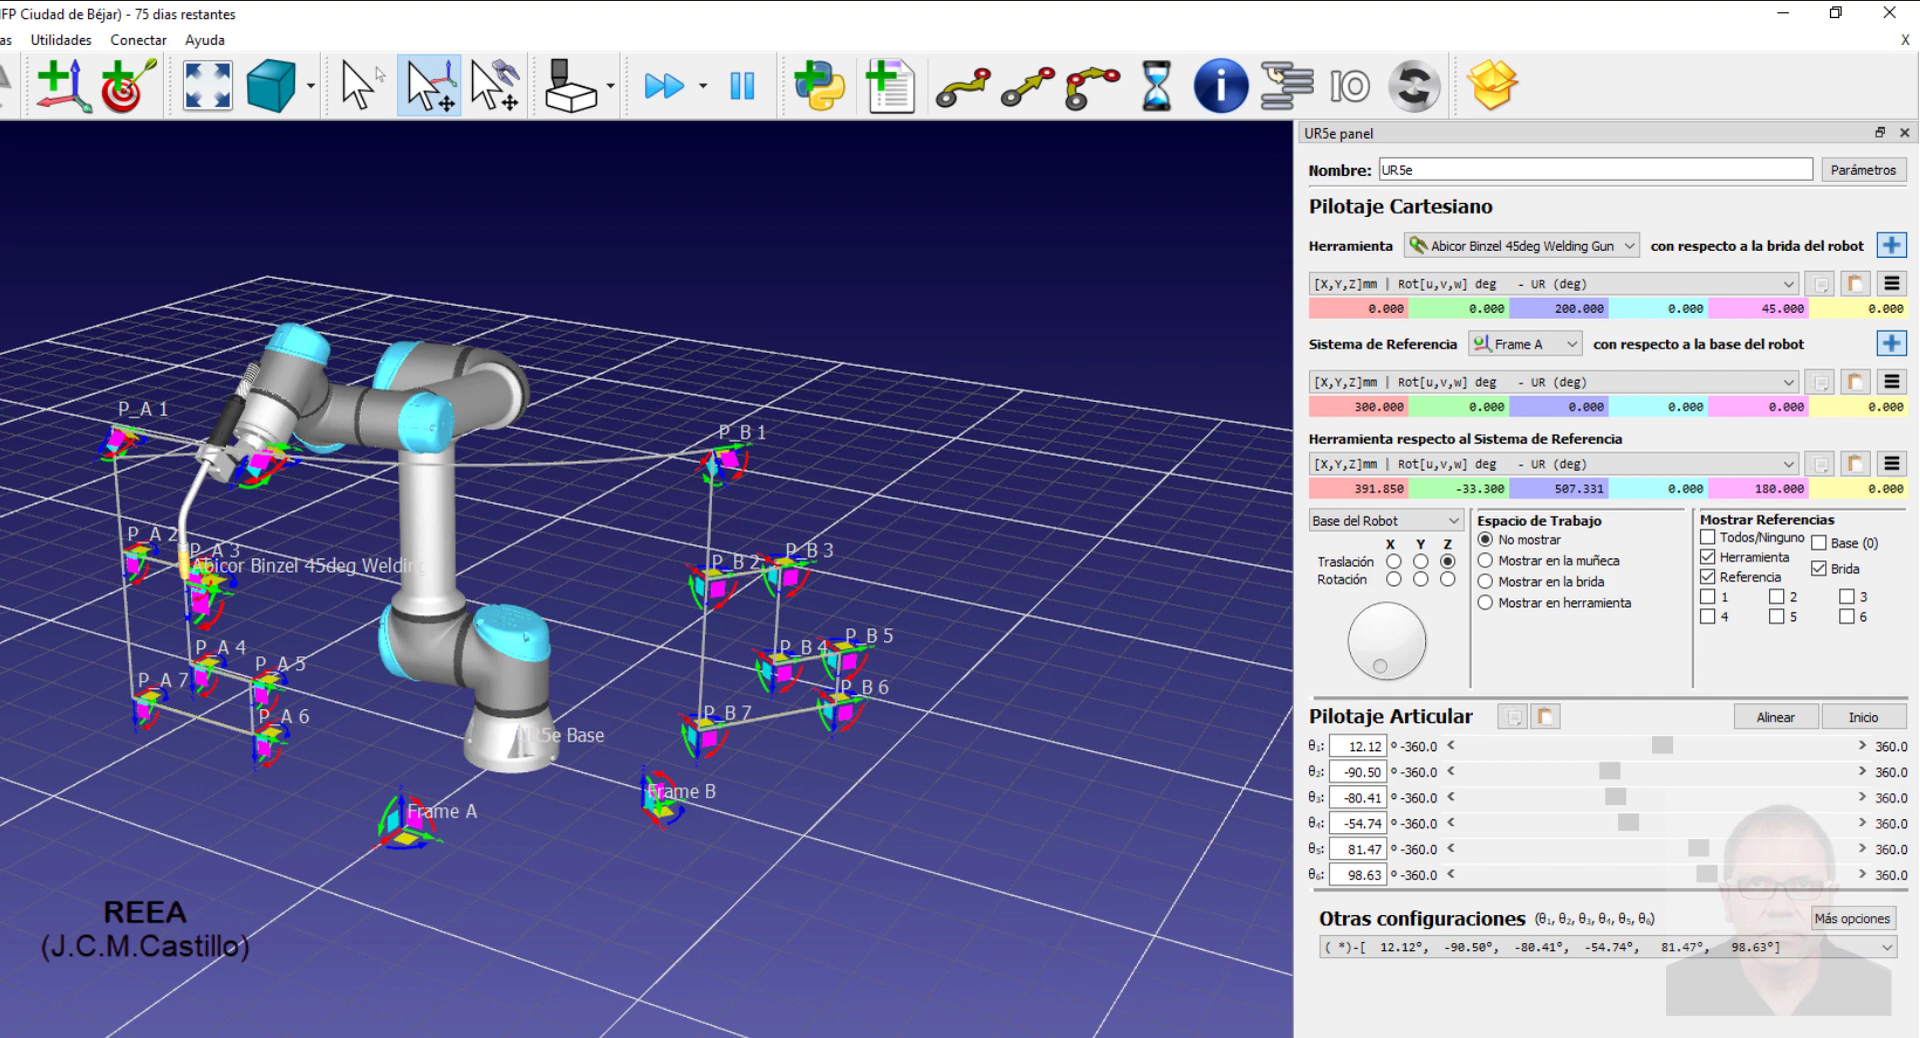 IFP Ciudad de Béjar) - 75 dias restantes
as Utilidades Conectar Ayuda X
IO
UR5e panel
Nombre: UR5e Parámetros
Pilotaje Cartesiano
Herramienta Abicor Binzel 45deg Welding Gun con respecto a la brida del robot
[X,Y,Z]mm | Rot[u,v,w] deg - UR (deg)
0.000 0.000 200.000 0.000 45.000 0.000
Sistema de Referencia Frame A con respecto a la base del robot
[X,Y,Z]mm | Rot[u,v,w] deg - UR (deg)
300.000 0.000 0.000 0.000 0.000 0.000
Herramienta respecto al Sistema de Referencia
[X,Y,Z]mm | Rot[u,v,w] deg - UR (deg)
391.850 -33.300 507.331 0.000 180.000 0.000
Base del Robot
X Y Z
Traslación
Rotación
Espacio de Trabajo
No mostrar
Mostrar en la muñeca
Mostrar en la brida
Mostrar en herramienta
Mostrar Referencias
Todos/Ninguno Base (0)
Herramienta
Referencia Brida
1 2 3
4 5 6
Pilotaje Articular Alinear Inicio
θ₁: 12.12 ° -360.0 < > 360.0
θ₂: -90.50 ° -360.0 < > 360.0
θ₃: -80.41 ° -360.0 < > 360.0
θ₄: -54.74 ° -360.0 < > 360.0
θ₅: 81.47 ° -360.0 < > 360.0
θ₆: 98.63 ° -360.0 < > 360.0
Otras configuraciones (θ₁, θ₂, θ₃, θ₄, θ₅, θ₆) Más opciones
( *)-[ 12.12°, -90.50°, -80.41°, -54.74°, 81.47°, 98.63°]
P_A 1
P_B 1
P_A 2
P_A 3
Abicor Binzel 45deg Welding
P_B 2
P_B 3
P_A 4
P_A 5
P_B 4
P_B 5
P_A 7
P_A 6
P_B 6
P_B 7
R5e Base
Frame A
Frame B
REEA
(J.C.M.Castillo)